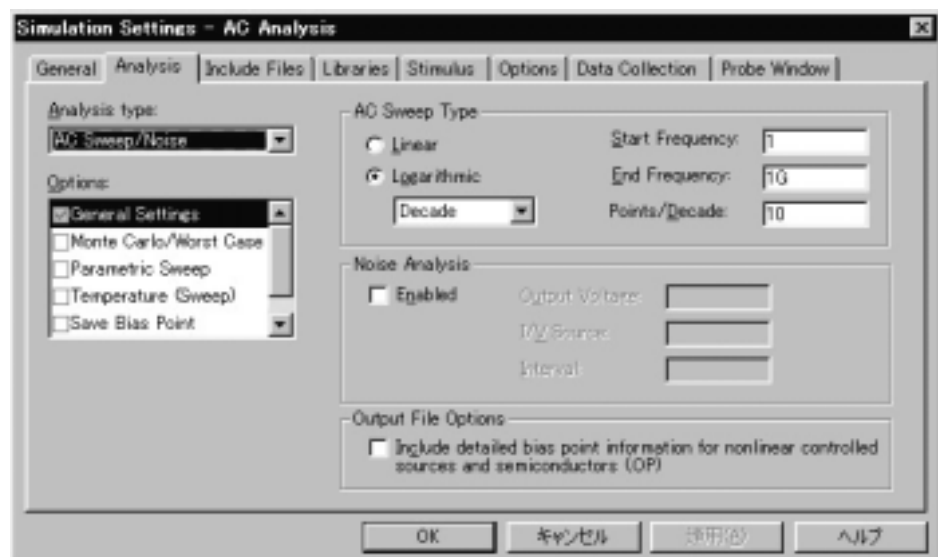 Simulation Settings - AC Analysis
General Analysis Include Files Libraries Stimulus Options Data Collection Probe Window
Analysis type:
AC Sweep/Noise
Options:
General Settings
Monte Carlo/Worst Case
Parametric Sweep
Temperature (Sweep)
Save Bias Point
AC Sweep Type
Linear
Logarithmic
Decade
Start Frequency: 1
End Frequency: 1G
Points/Decade: 10
Noise Analysis
Enabled
Output Voltage:
I/V Source:
Interval:
Output File Options
Include detailed bias point information for nonlinear controlled
sources and semiconductors (OP)
OK キャンセル 適用(A) ヘルプ